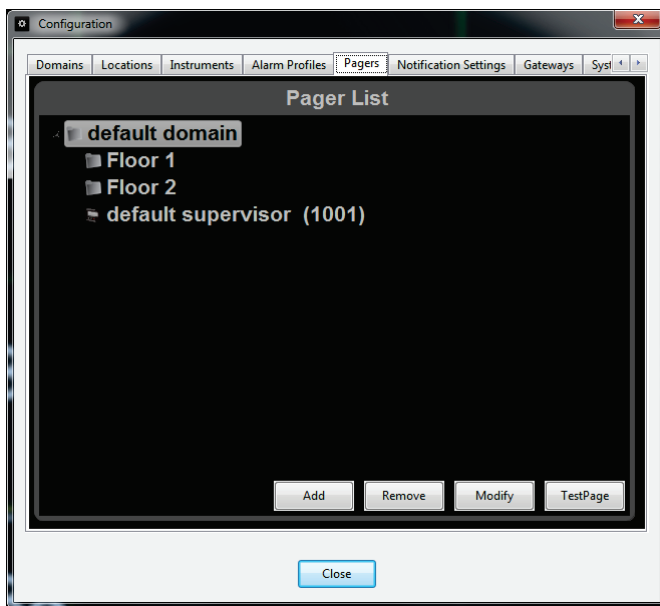 Configuration
Domains Locations Instruments Alarm Profiles Pagers Notification Settings Gateways Syst
Pager List
default domain
Floor 1
Floor 2
default supervisor (1001)
Add Remove Modify TestPage
Close